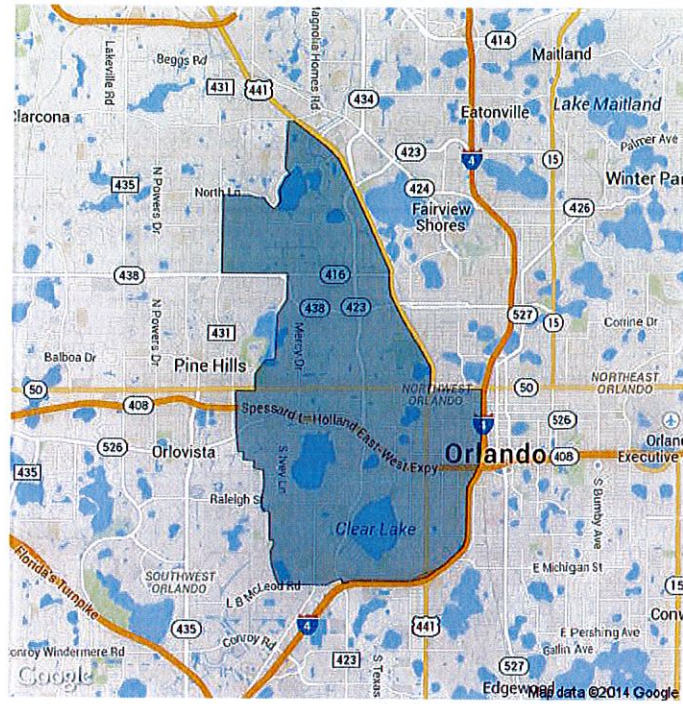 414
Maitland
Lakeville Rd
Beggs Rd
431
441
Magnolia Homes Rd
434
Eatonville
Lake Maitland
Clarcona
423
4
15
Palmer Ave
435
N Powers Dr
North Ln
424
Winter Par
426
Fairview
Shores
438
416
438
423
527
15
431
N Powers Dr
Mercy Dr
Corrine Dr
Balboa Dr
Pine Hills
50
NORTHWEST
ORLANDO
50
NORTHEAST
ORLANDO
408
Spessard L Holland East-West Expy
4
526
526
Orlovista
Orlando
408
Orlan
Executive
435
S Ivey Ln
Raleigh St
S Bumby Ave
Clear Lake
Florida's Turnpike
SOUTHWEST
ORLANDO
L B McLeod Rd
E Michigan St
15
435
4
441
Conw
Conroy Rd
E Pershing Ave
onroy Windermere Rd
423
S Texas
Gatlin Ave
527
Google
Edgewood
Map data ©2014 Google